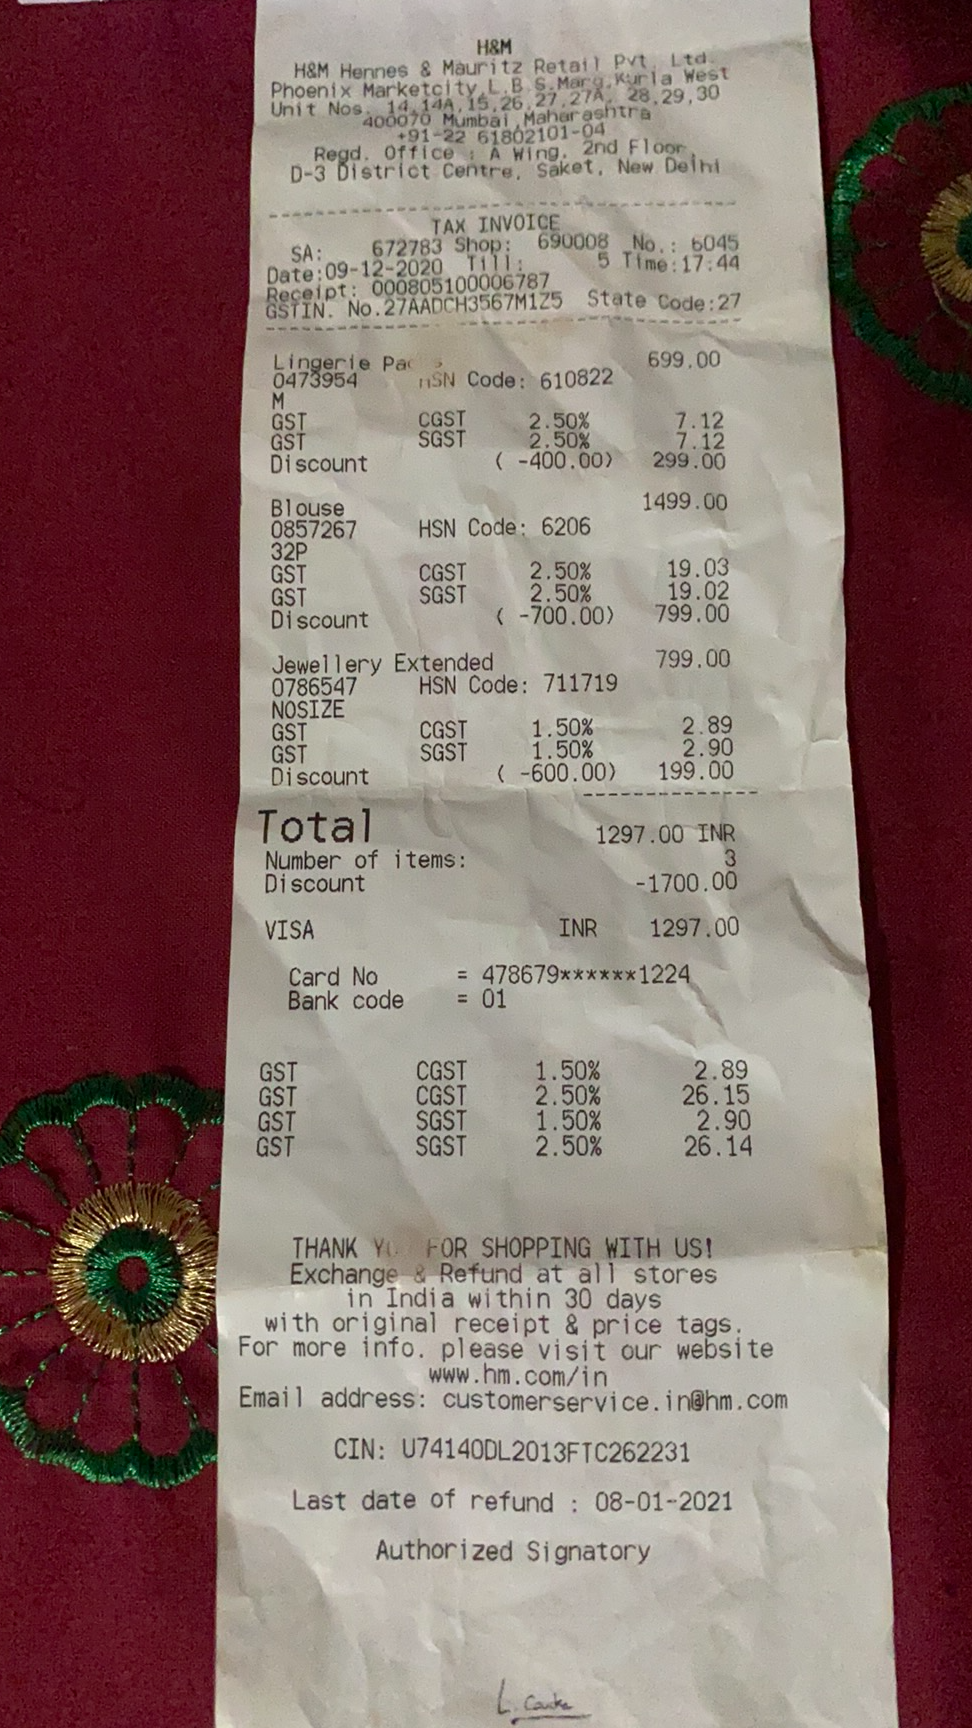 H&M
H&M Hennes & Mauritz Retail Pvt. Ltd.
Phoenix Marketcity,L.B.S.Marg,Kurla West
Unit Nos. 14,14A,15,26,27,27A, 28,29,30
400070 Mumbai,Maharashtra
+91-22 61802101-04
Regd. Office : A Wing, 2nd Floor,
D-3 District Centre, Saket, New Delhi
TAX INVOICE
SA: 672783 Shop: 690008 No.: 6045
Date:09-12-2020 Till: 5 Time:17:44
Receipt: 000805100006787
GSTIN. No.27AADCH3567M1Z5 State Code:27
Lingerie 699.00
0473954 HSN Code: 610822
M
GST CGST 2.50% 7.12
GST SGST 2.50% 7.12
Discount ( -400.00) 299.00
Blouse 1499.00
0857267 HSN Code: 6206
32P
GST CGST 2.50% 19.03
GST SGST 2.50% 19.02
Discount ( -700.00) 799.00
Jewellery Extended 799.00
0786547 HSN Code: 711719
NOSIZE
GST CGST 1.50% 2.89
GST SGST 1.50% 2.90
Discount ( -600.00) 199.00
Total 1297.00 INR
Number of items: 3
Discount -1700.00
VISA INR 1297.00
Card No = 478679******1224
Bank code = 01
GST CGST 1.50% 2.89
GST CGST 2.50% 26.15
GST SGST 1.50% 2.90
GST SGST 2.50% 26.14
THANK YOU FOR SHOPPING WITH US!
Exchange & Refund at all stores
in India within 30 days
with original receipt & price tags.
For more info. please visit our website
www.hm.com/in
Email address: customerservice.in@hm.com
CIN: U74140DL2013FTC262231
Last date of refund : 08-01-2021
Authorized Signatory